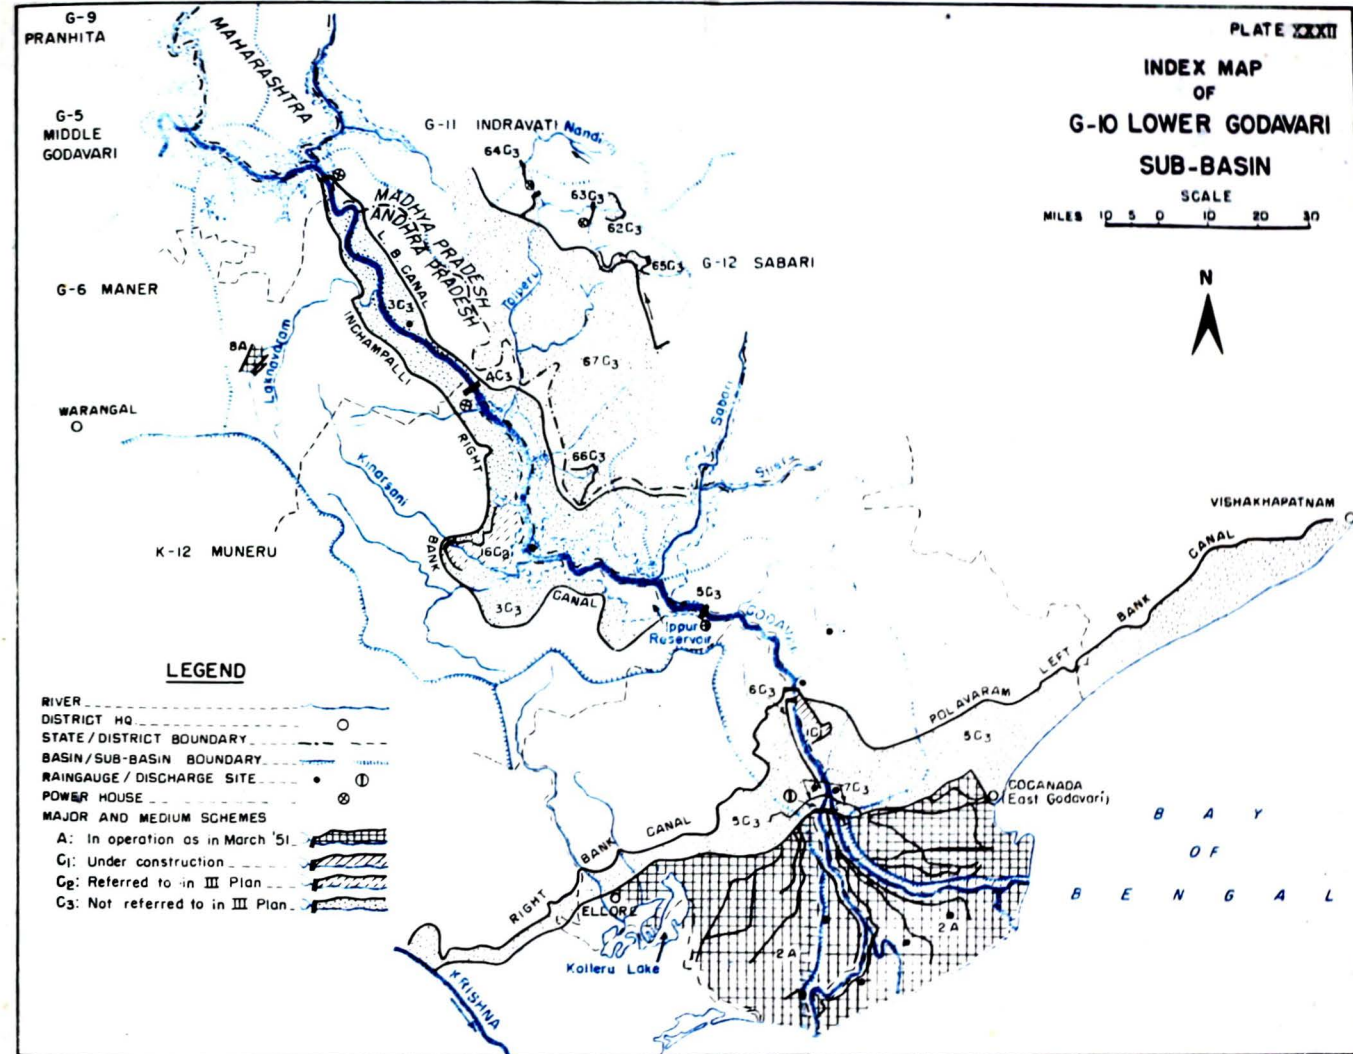 PLATE XXXII
INDEX MAP
OF
G-10 LOWER GODAVARI
SUB-BASIN
SCALE
MILES 10 5 0 10 20 30
N
G-9
PRANHITA
MAHARASHTRA
G-5
MIDDLE
GODAVARI
G-11 INDRAVATI
Nandi
64C3
63C3
62C3
65C3
G-12 SABARI
MADHYA PRADESH
ANDHRA PRADESH
L. B. CANAL
Taiperu
G-6 MANER
3C3
INCHAMPALLI
RIGHT
BANK
CANAL
8A
Laknavaram
4C3
67C3
WARANGAL
Sabari
66C3
Kinarsani
VISHAKHAPATNAM
K-12 MUNERU
16C2
3C3
5C3
GODAVARI
Ippur
Reservoir
POLAVARAM
LEFT
BANK
CANAL
6C3
1C1
5C3
7C3
COCANADA
(East Godavari)
5C3
RIGHT
BANK
CANAL
ELLORE
Kolleru Lake
2A
2A
KRISHNA
BAY
OF
BENGAL
LEGEND
RIVER
DISTRICT HQ
STATE/DISTRICT BOUNDARY
BASIN/SUB-BASIN BOUNDARY
RAINGAUGE/DISCHARGE SITE
POWER HOUSE
MAJOR AND MEDIUM SCHEMES
A: In operation as in March '51
C1: Under construction
C2: Referred to in III Plan
C3: Not referred to in III Plan